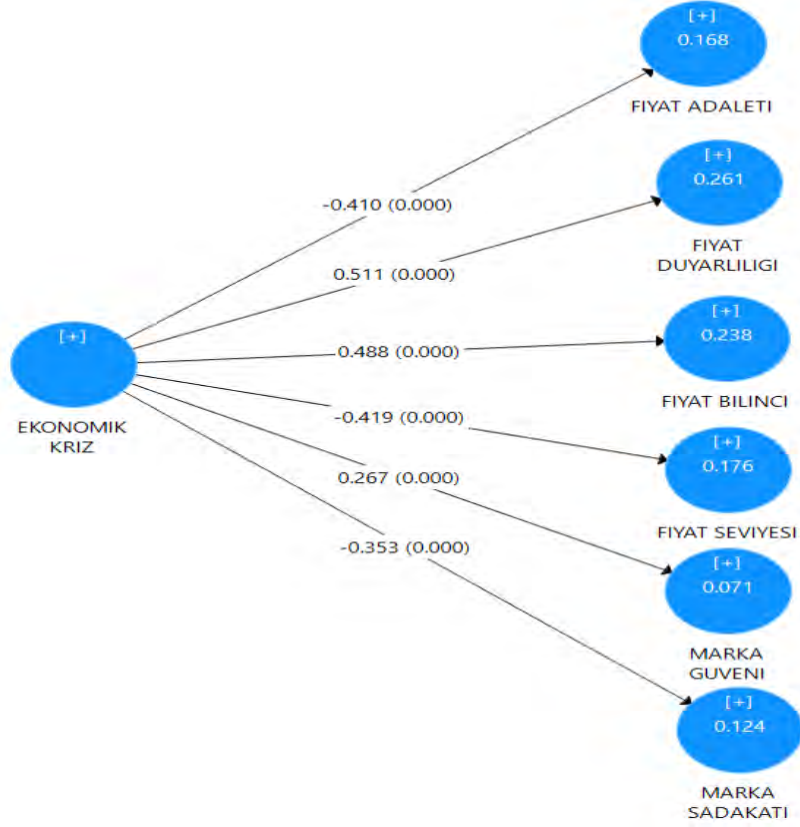 [+]
0.168
FIYAT ADALETI
-0.410 (0.000)
[+]
0.261
FIYAT
DUYARLILIGI
0.511 (0.000)
[+]
0.238
FIYAT BILINCI
0.488 (0.000)
[+]
EKONOMIK
KRIZ
-0.419 (0.000)
[+]
0.176
FIYAT SEVIYESI
0.267 (0.000)
[+]
0.071
MARKA
GUVENI
-0.353 (0.000)
[+]
0.124
MARKA
SADAKATI